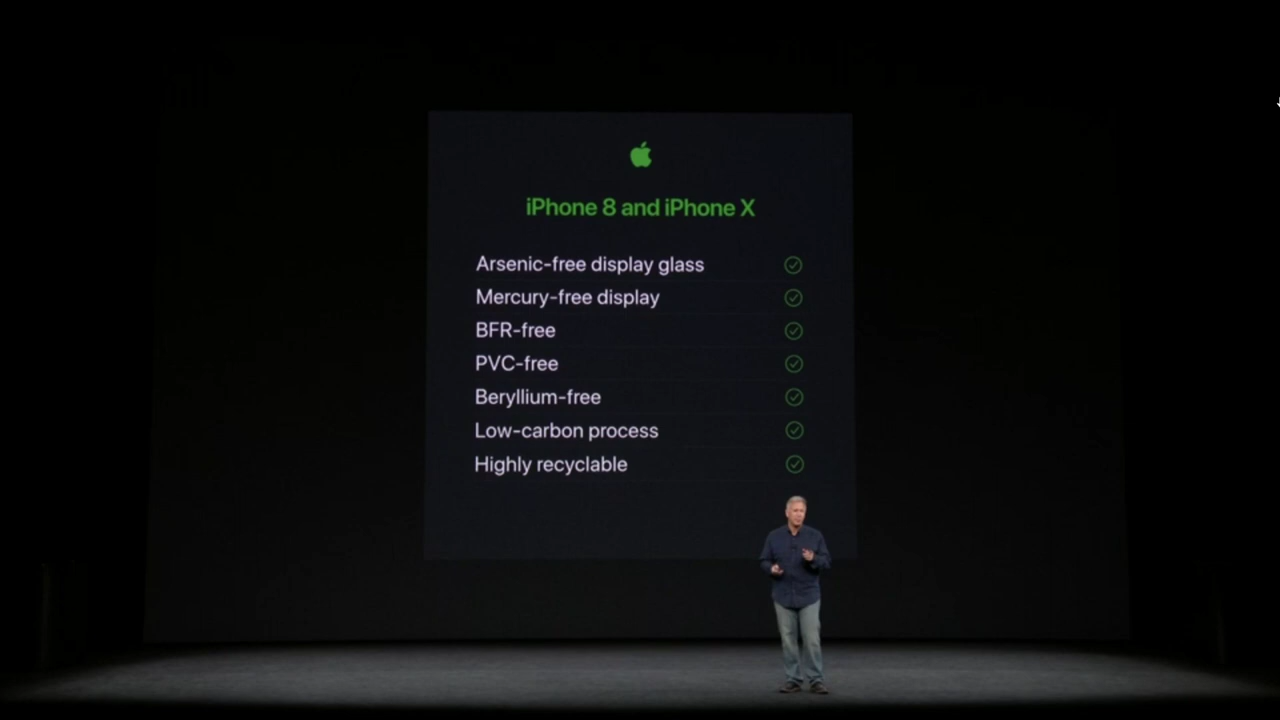 iPhone 8 and iPhone X
Arsenic-free display glass
Mercury-free display
BFR-free
PVC-free
Beryllium-free
Low-carbon process
Highly recyclable